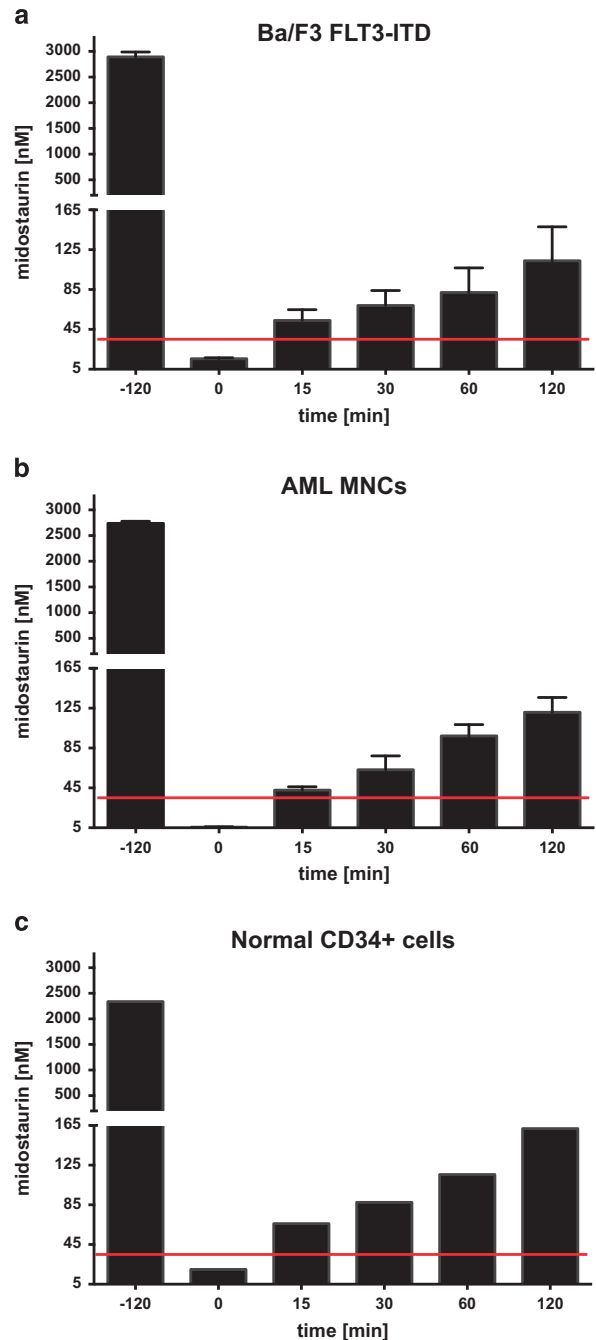 a
Ba/F3 FLT3-ITD
midostaurin [nM]
3000
2500
2000
1500
1000
500
165
125
85
45
5
-120 0 15 30 60 120
time [min]
b
AML MNCs
midostaurin [nM]
3000
2500
2000
1500
1000
500
165
125
85
45
5
-120 0 15 30 60 120
time [min]
c
Normal CD34+ cells
midostaurin [nM]
3000
2500
2000
1500
1000
500
165
125
85
45
5
-120 0 15 30 60 120
time [min]